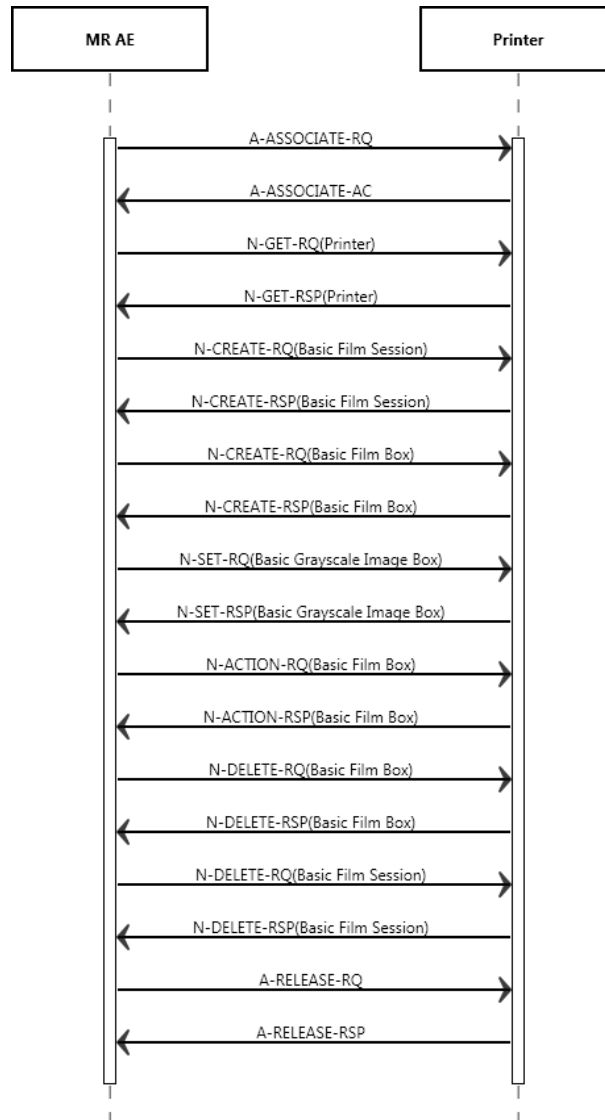 MR AE
Printer
A-ASSOCIATE-RQ
A-ASSOCIATE-AC
N-GET-RQ(Printer)
N-GET-RSP(Printer)
N-CREATE-RQ(Basic Film Session)
N-CREATE-RSP(Basic Film Session)
N-CREATE-RQ(Basic Film Box)
N-CREATE-RSP(Basic Film Box)
N-SET-RQ(Basic Grayscale Image Box)
N-SET-RSP(Basic Grayscale Image Box)
N-ACTION-RQ(Basic Film Box)
N-ACTION-RSP(Basic Film Box)
N-DELETE-RQ(Basic Film Box)
N-DELETE-RSP(Basic Film Box)
N-DELETE-RQ(Basic Film Session)
N-DELETE-RSP(Basic Film Session)
A-RELEASE-RQ
A-RELEASE-RSP